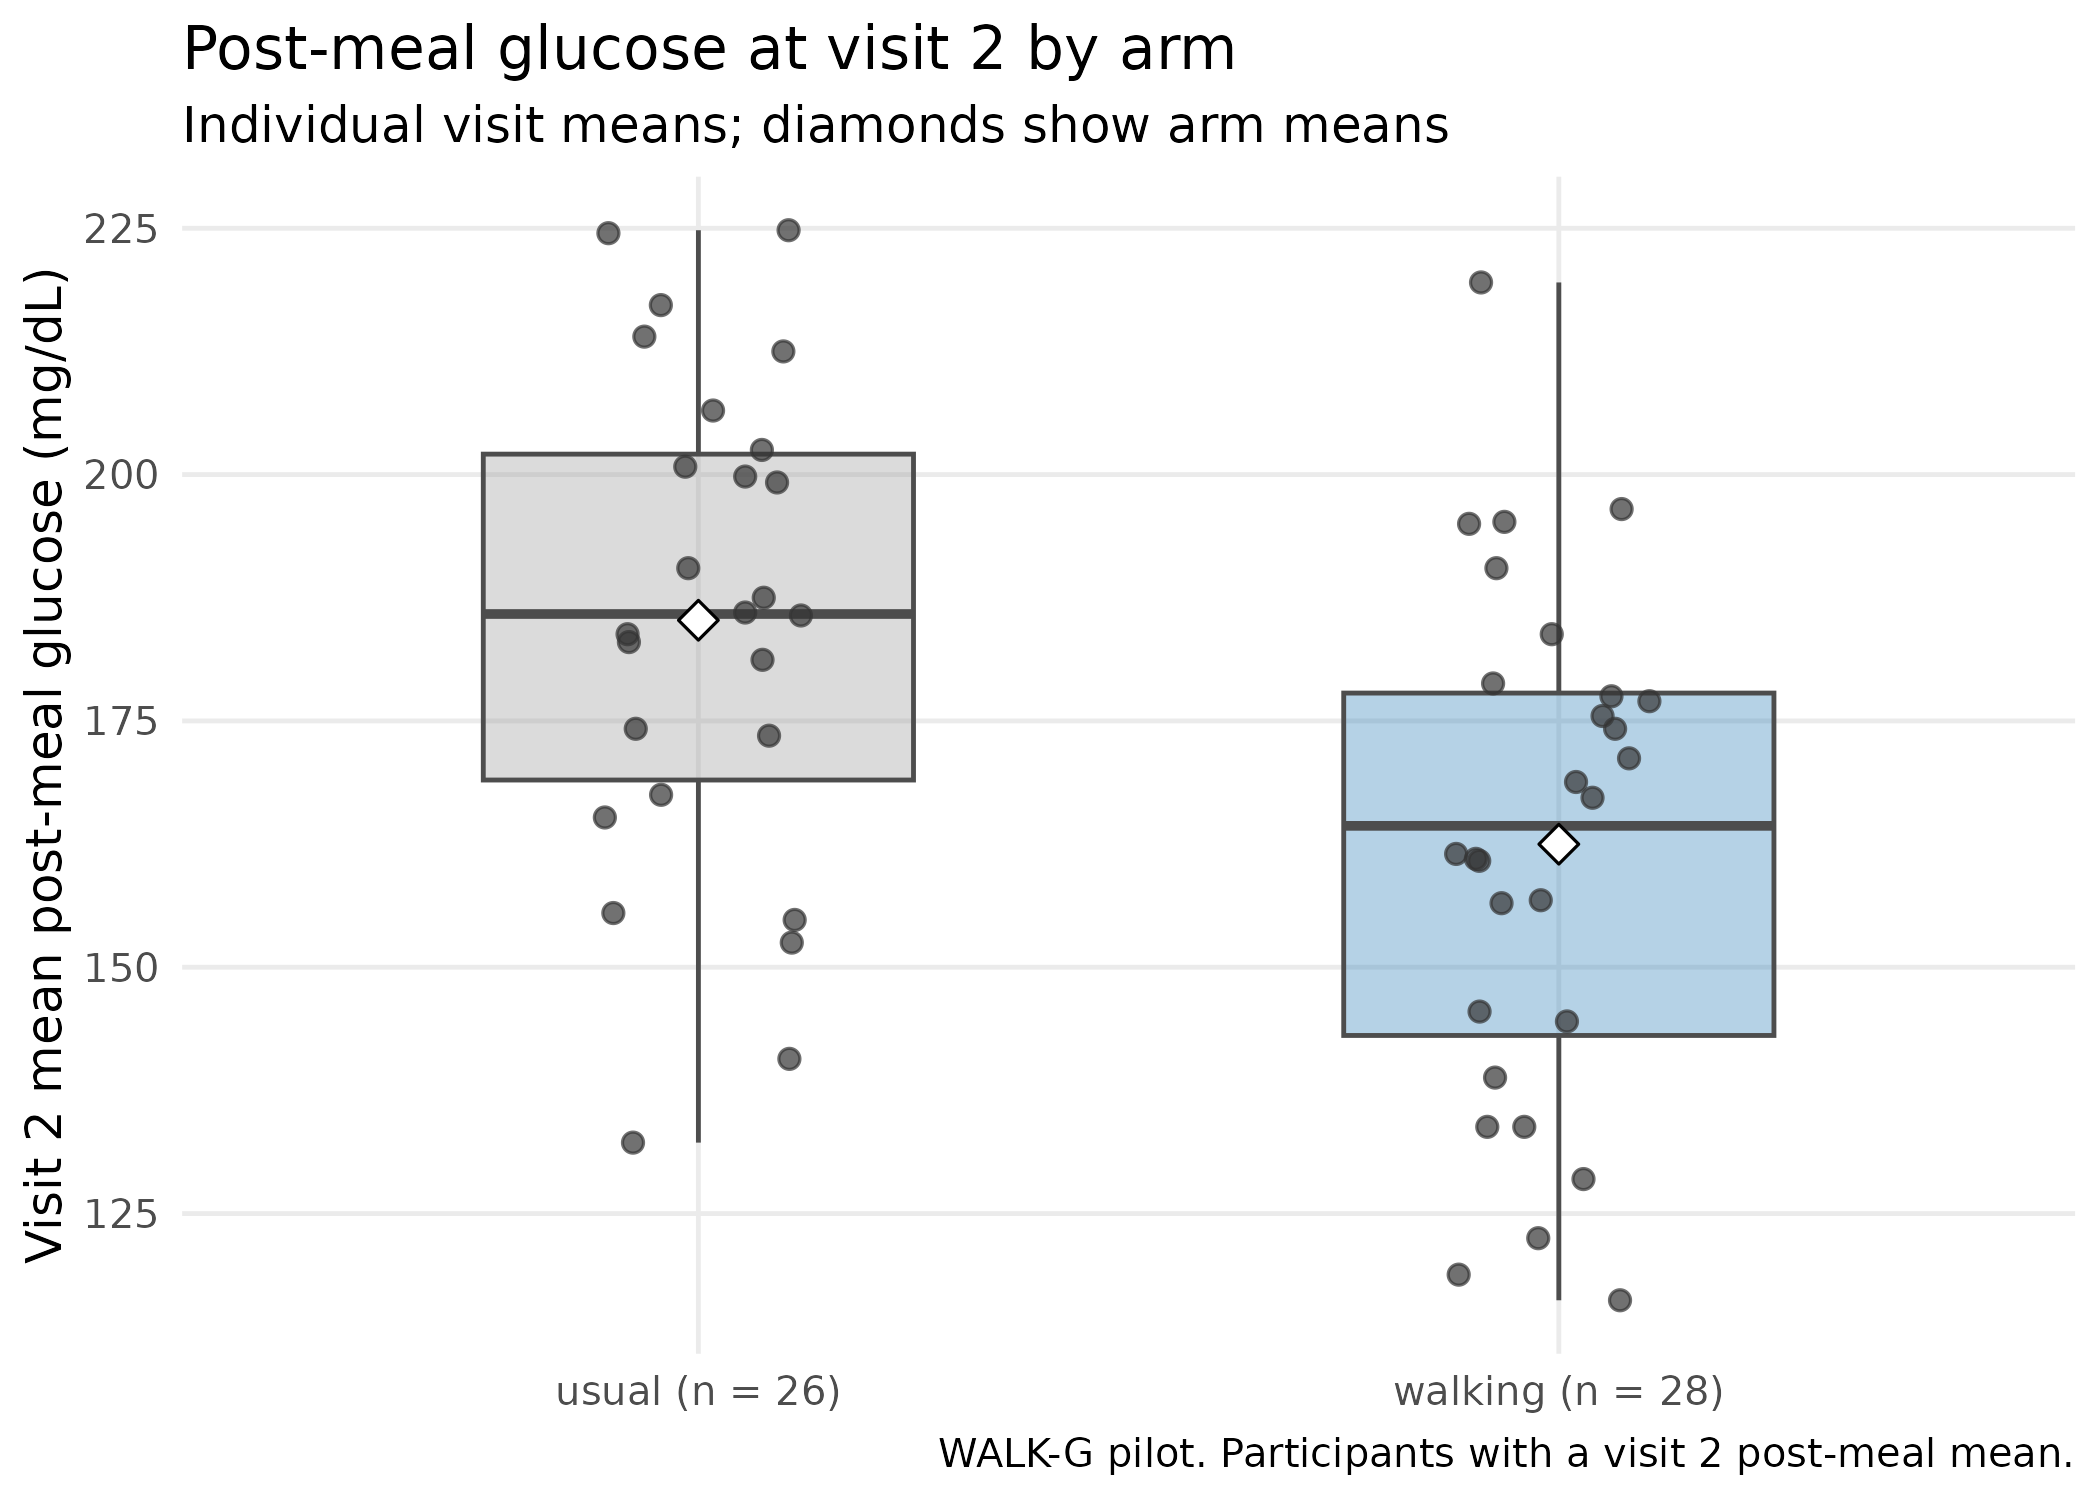 Post-meal glucose at visit 2 by arm
Individual visit means; diamonds show arm means
Visit 2 mean post-meal glucose (mg/dL)
225
200
175
150
125
usual (n = 26)
walking (n = 28)
WALK-G pilot. Participants with a visit 2 post-meal mean.